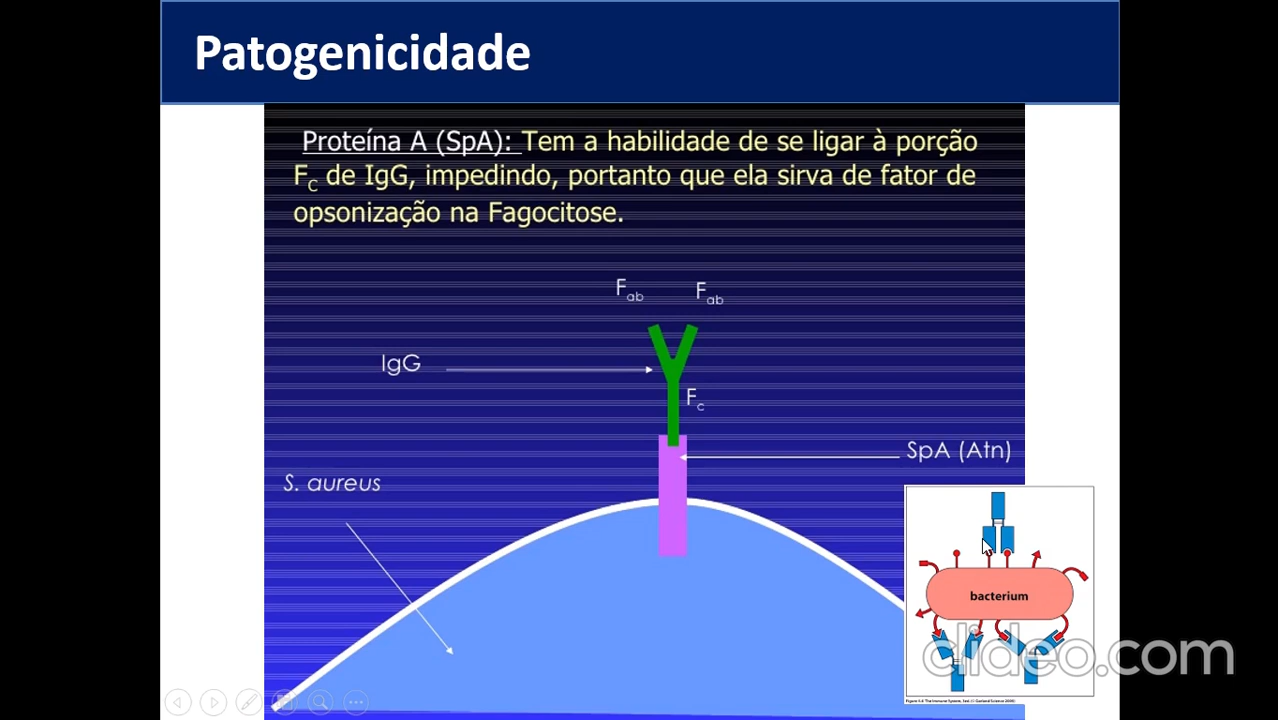 Patogenicidade
Proteína A (SpA): Tem a habilidade de se ligar à porção
FC de IgG, impedindo, portanto que ela sirva de fator de
opsonização na Fagocitose.
Fab Fab
IgG
Fc
SpA (Atn)
S. aureus
bacterium
clideo.com